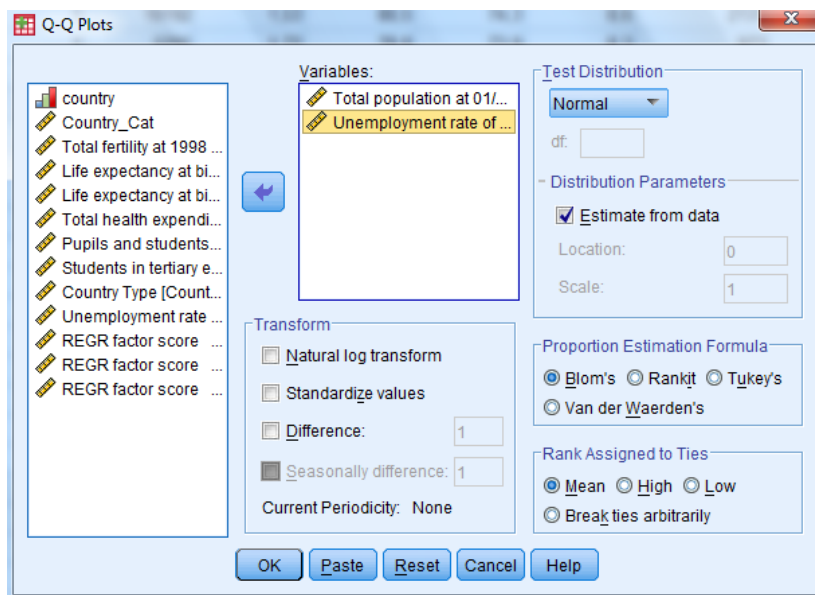 Q-Q Plots
country
Country_Cat
Total fertility at 1998 ...
Life expectancy at bi...
Life expectancy at bi...
Total health expendi...
Pupils and students...
Students in tertiary e...
Country Type [Count...
Unemployment rate ...
REGR factor score ...
REGR factor score ...
REGR factor score ...
Variables:
Total population at 01/...
Unemployment rate of ...
Transform
Natural log transform
Standardize values
Difference: 1
Seasonally difference: 1
Current Periodicity: None
Test Distribution
Normal
df:
Distribution Parameters
Estimate from data
Location: 0
Scale: 1
Proportion Estimation Formula
Blom's Rankit Tukey's
Van der Waerden's
Rank Assigned to Ties
Mean High Low
Break ties arbitrarily
OK Paste Reset Cancel Help